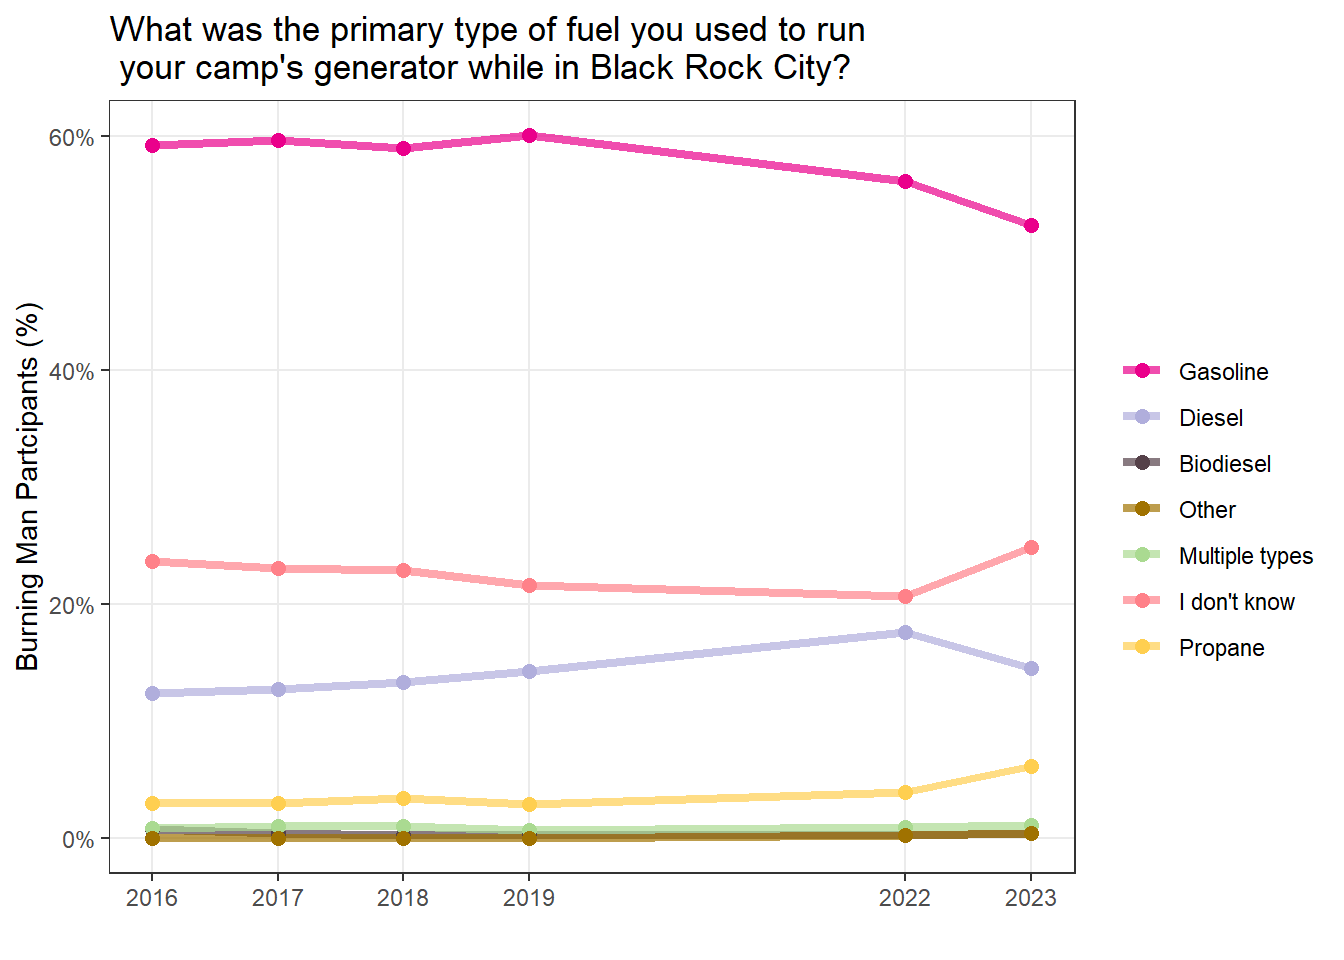 What was the primary type of fuel you used to run
your camp's generator while in Black Rock City?
Burning Man Partcipants (%)
60%
40%
20%
0%
2016
2017
2018
2019
2022
2023
Gasoline
Diesel
Biodiesel
Other
Multiple types
I don't know
Propane